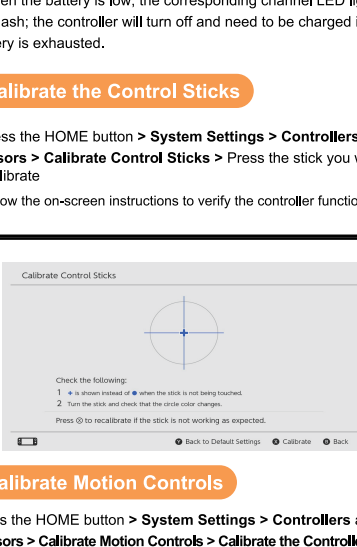 en the battery is low, the corresponding channel LED lig
ash; the controller will turn off and need to be charged i
ery is exhausted.
alibrate the Control Sticks
ess the HOME button > System Settings > Controllers
sors > Calibrate Control Sticks > Press the stick you w
librate
ow the on-screen instructions to verify the controller functio
Calibrate Control Sticks
Check the following:
1 + is shown instead of ● when the stick is not being touched.
2 Turn the stick and check that the circle color changes.
Press Ⓧ to recalibrate if the stick is not working as expected.
Ⓨ Back to Default Settings Ⓧ Calibrate Ⓑ Back
alibrate Motion Controls
ss the HOME button > System Settings > Controllers a
sors > Calibrate Motion Controls > Calibrate the Controlle